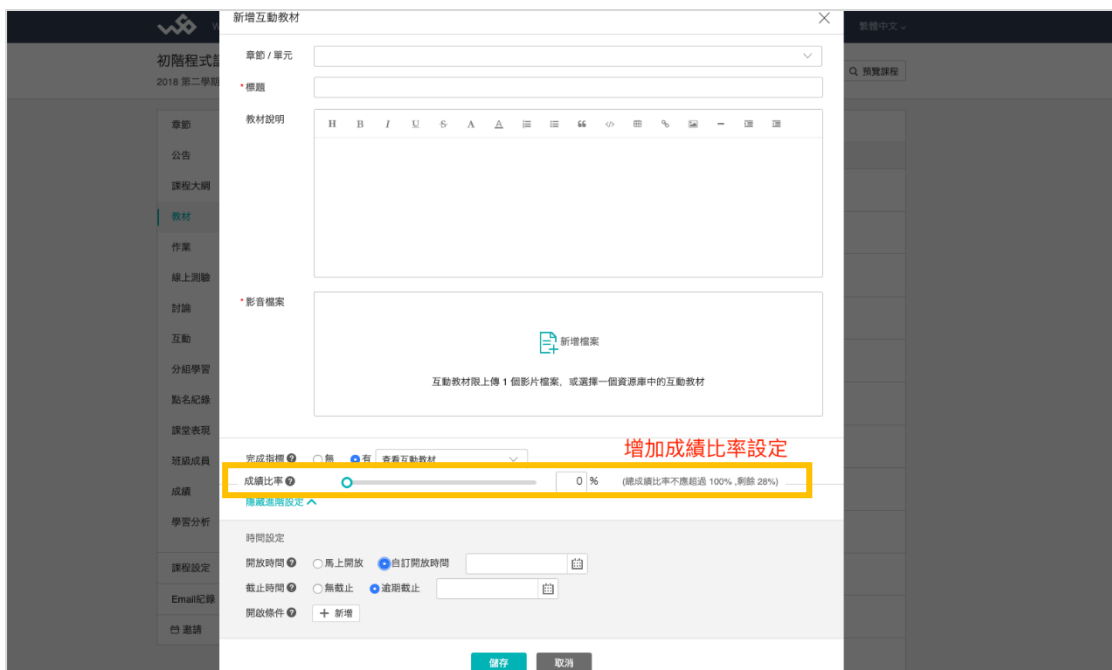 新增互動教材
繁體中文
初階程式
2018 第二學期
預覽課程
章節
公告
課程大綱
教材
作業
線上測驗
討論
互動
分組學習
點名紀錄
課堂表現
班級成員
成績
學習分析
課程設定
Email紀錄
邀請
章節 / 單元
*標題
教材說明
H B I U S A A
*影音檔案
新增檔案
互動教材限上傳 1 個影片檔案, 或選擇一個資源庫中的互動教材
增加成績比率設定
完成指標 無 有 查看互動教材
成績比率 0 % (總成績比率不應超過 100% ,剩餘 28%)
隱藏進階設定
時間設定
開放時間 馬上開放 自訂開放時間
截止時間 無截止 逾期截止
開啟條件 + 新增
儲存 取消